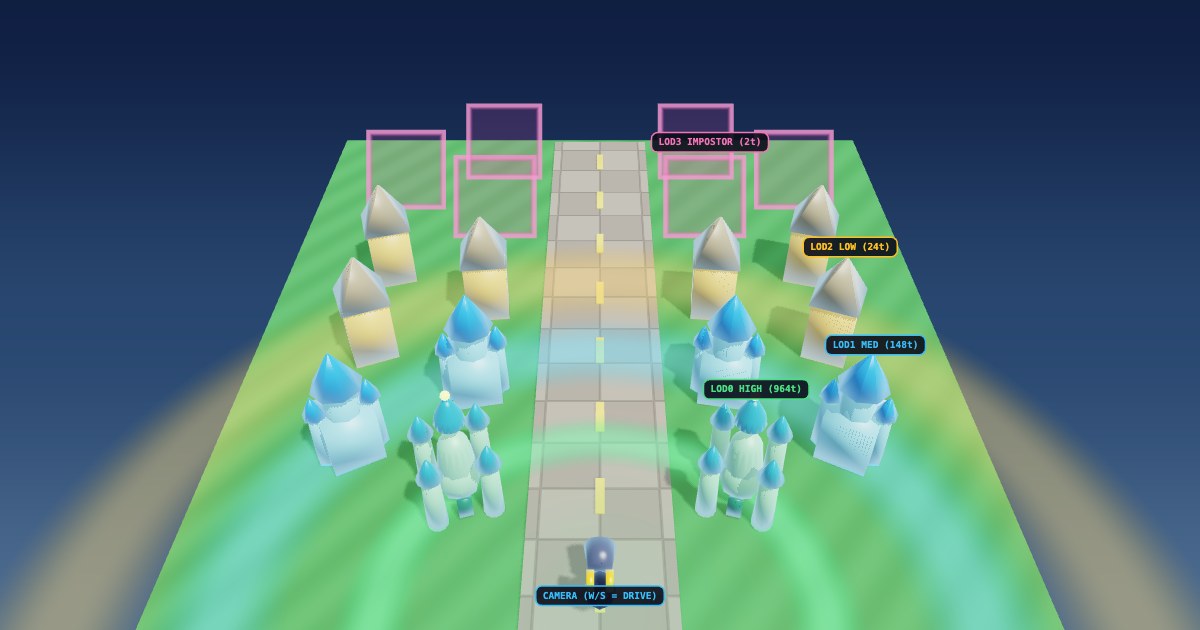 LOD3 IMPOSTOR (2t)
LOD2 LOW (24t)
LOD1 MED (148t)
LOD0 HIGH (964t)
CAMERA (W/S = DRIVE)